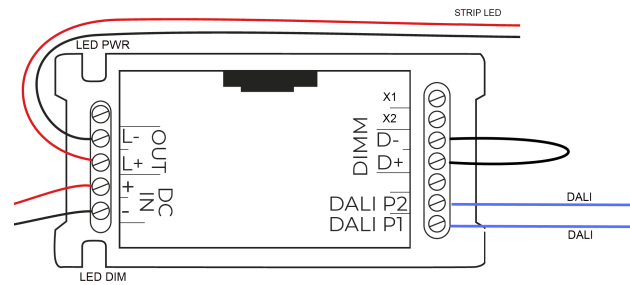 STRIP LED
LED PWR
X1
X2
L-
L+
OUT
+
-
DC
IN
DIMM
D-
D+
DALI P2
DALI P1
DALI
DALI
LED DIM